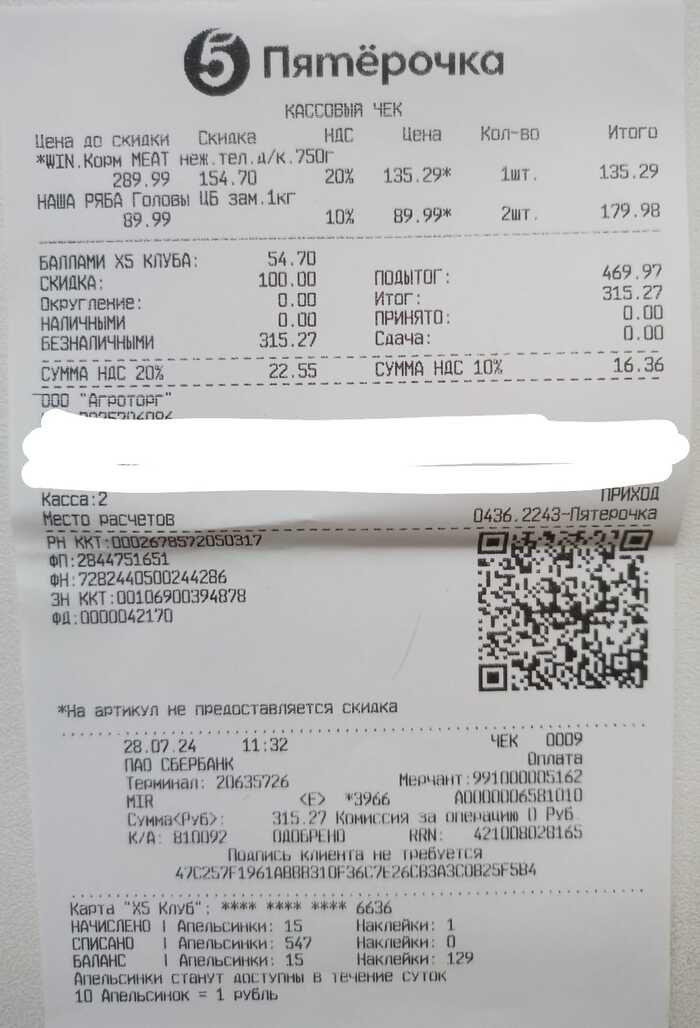 5 Пятёрочка
КАССОВЫЙ ЧЕК
Цена до скидки Скидка НДС Цена Кол-во Итого
*WIN.Корм MEAT неж.тел.д/к.750г
289.99 154.70 20% 135.29* 1шт. 135.29
НАША РЯБА Головы ЦБ зам.1кг
89.99 10% 89.99* 2шт. 179.98
БАЛЛАМИ X5 КЛУБА: 54.70
СКИДКА: 100.00 ПОДЫТОГ: 469.97
Округление: 0.00 Итог: 315.27
НАЛИЧНЫМИ 0.00 ПРИНЯТО: 0.00
БЕЗНАЛИЧНЫМИ 315.27 Сдача: 0.00
СУММА НДС 20% 22.55 СУММА НДС 10% 16.36
ООО "Агроторг"
Касса:2 ПРИХОД
Место расчетов 0436.2243-Пятерочка
РН ККТ:0002678572050317
ФП:2844751651
ФН:7282440500244286
ЗН ККТ:00106900394878
ФД:0000042170
*На артикул не предоставляется скидка
28.07.24 11:32 ЧЕК 0009
ПАО СБЕРБАНК Оплата
Терминал: 20635726 Мерчант:991000005162
MIR <E> *3966 A0000006581010
Сумма<Руб>: 315.27 Комиссия за операцию 0 Руб.
К/А: 810092 ОДОБРЕНО RRN: 421008028165
Подпись клиента не требуется
47C257F1961ABBB310F36C7E26CB3A3C0B25F5B4
Карта "X5 Клуб": **** **** **** 6636
НАЧИСЛЕНО | Апельсинки: 15 Наклейки: 1
СПИСАНО | Апельсинки: 547 Наклейки: 0
БАЛАНС | Апельсинки: 15 Наклейки: 129
Апельсинки станут доступны в течение суток
10 Апельсинок = 1 рубль